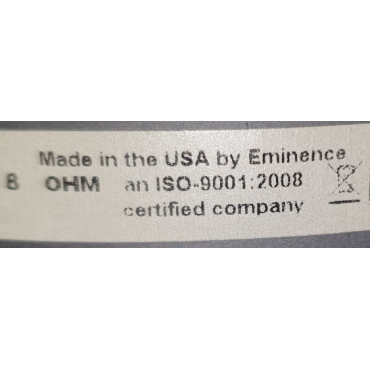 Made in the USA by Eminence
8 OHM an ISO-9001:2008
certified company